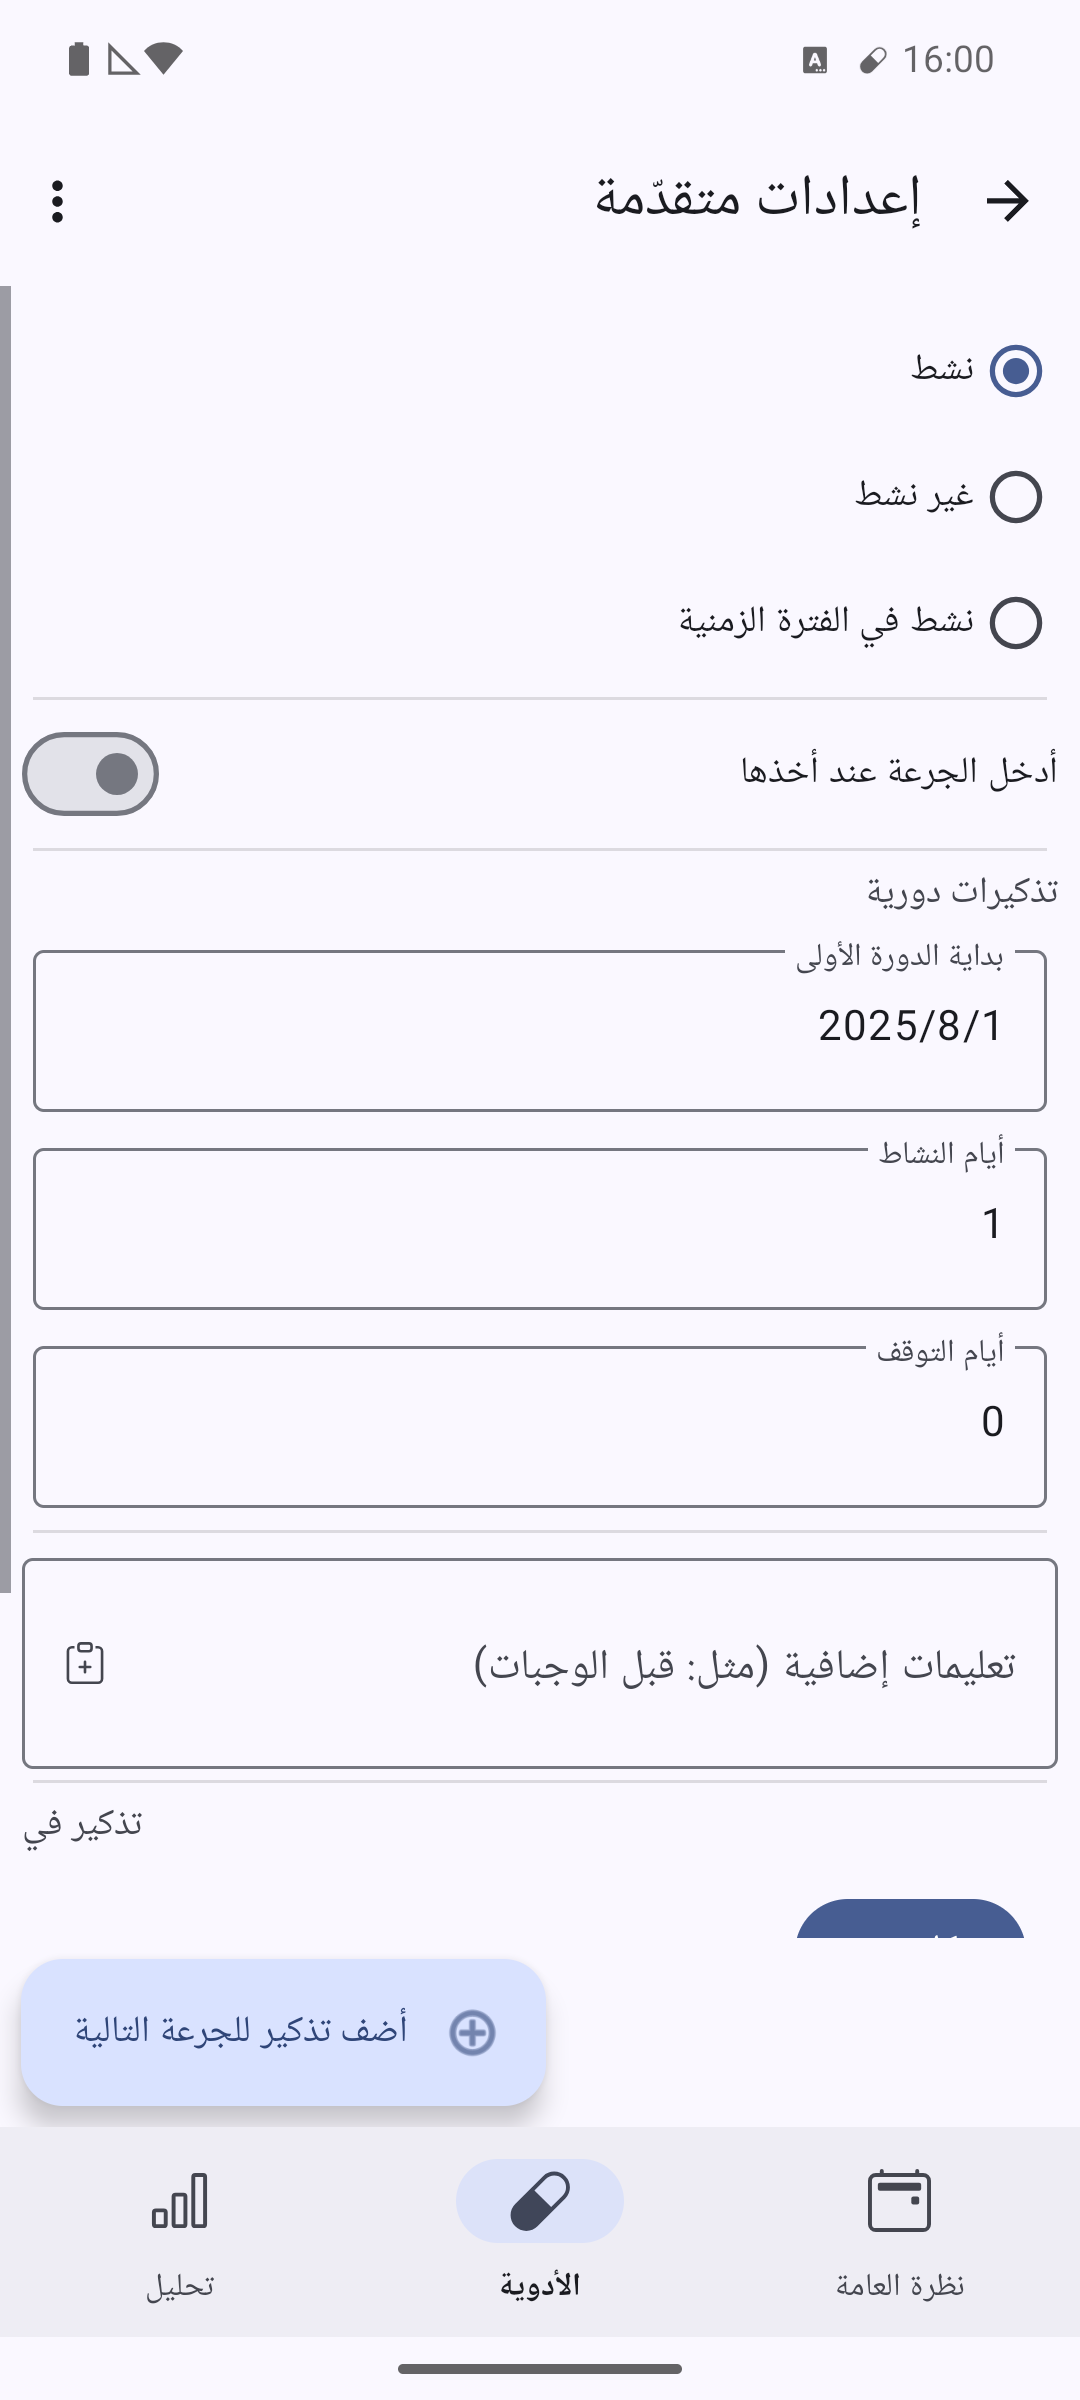 16:00
إعدادات متقدّمة
نشط
غير نشط
نشط في الفترة الزمنية
أدخل الجرعة عند أخذها
تذكيرات دورية
بداية الدورة الأولى
2025/8/1
أيام النشاط
1
أيام التوقف
0
تعليمات إضافية (مثل: قبل الوجبات)
تذكير في
أضف تذكير للجرعة التالية
نظرة العامة
الأدوية
تحليل